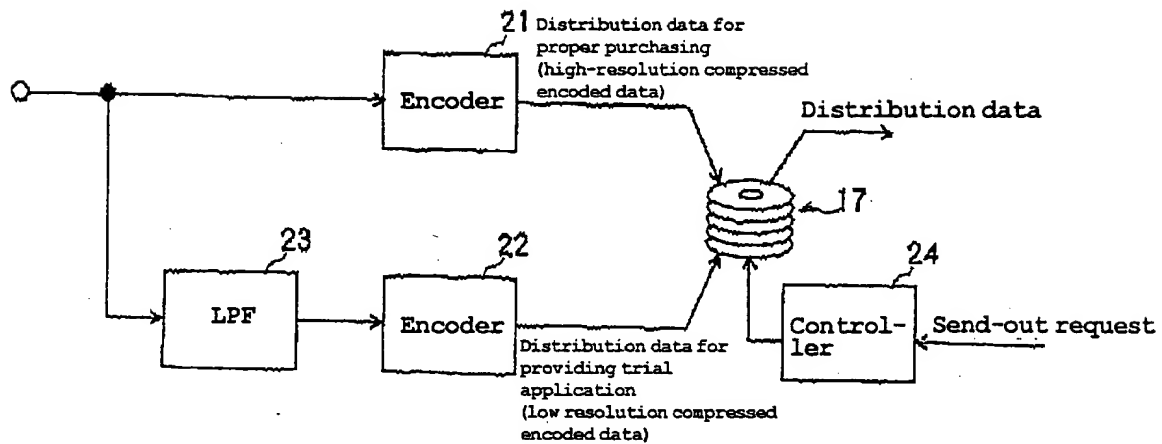 21
Distribution data for
proper purchasing
(high-resolution compressed
encoded data)
Encoder
Distribution data
17
23
LPF
22
Encoder
Distribution data for
providing trial
application
(low resolution compressed
encoded data)
24
Control-
ler
Send-out request